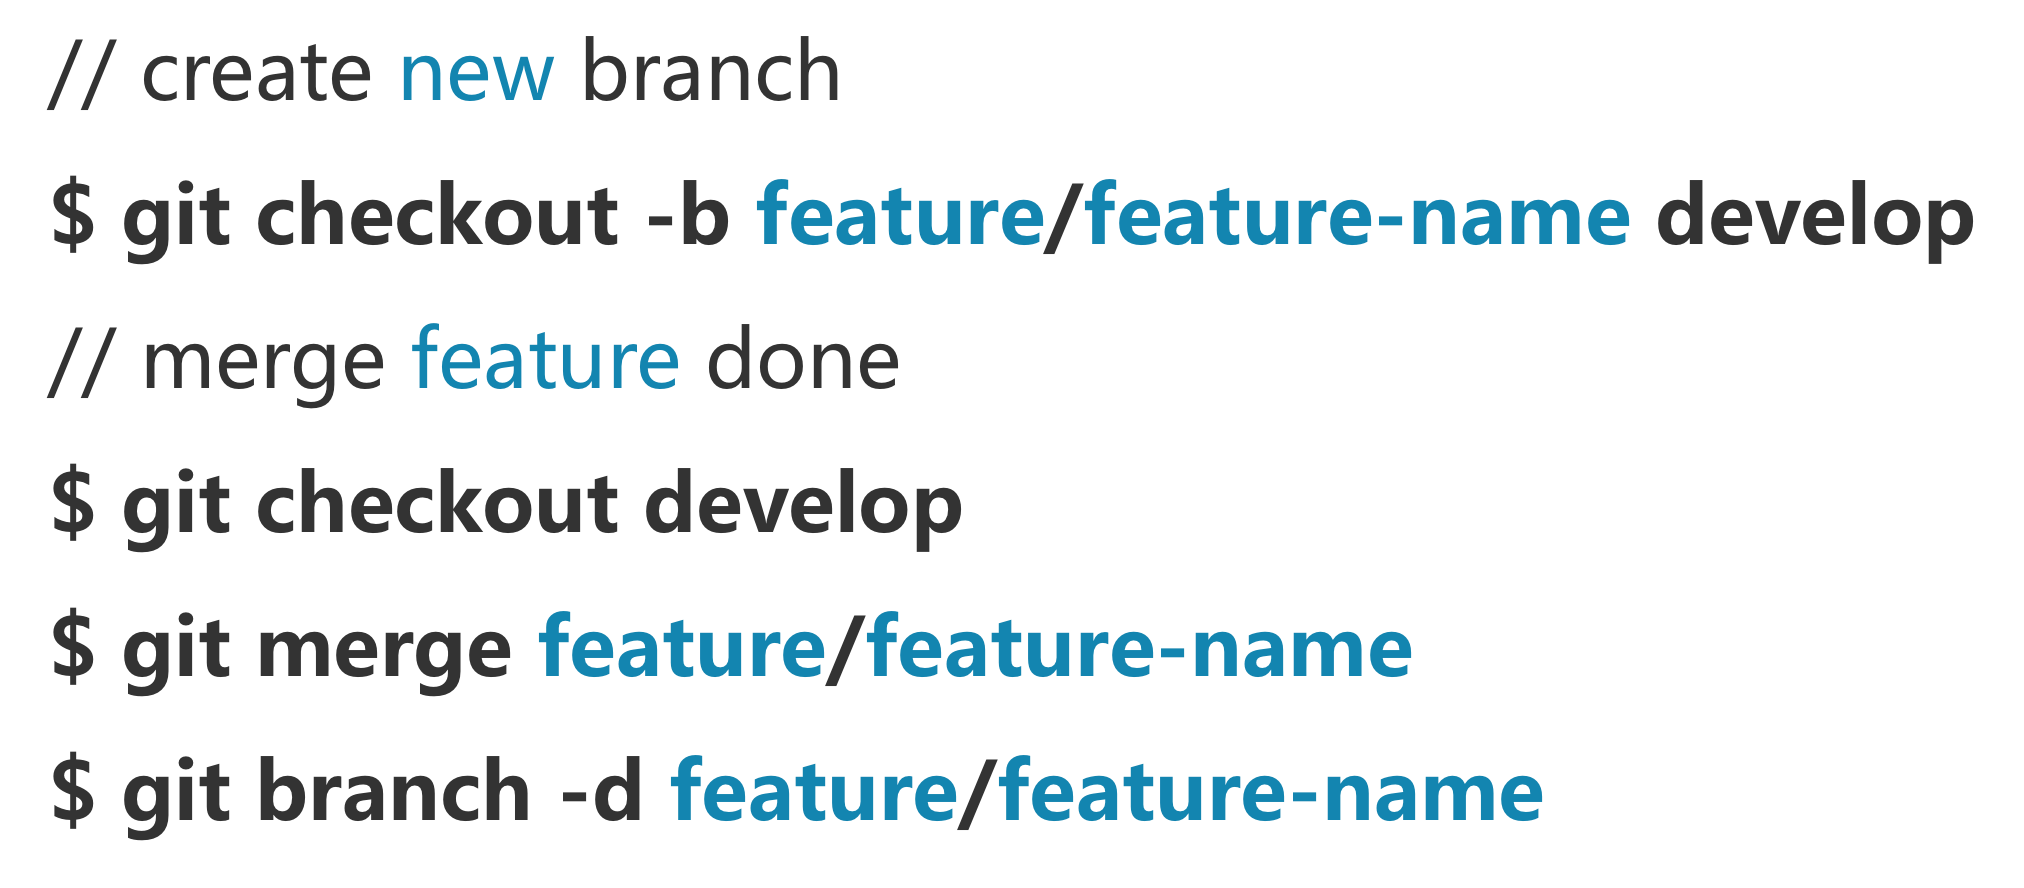 // create new branch
$ git checkout -b feature/feature-name develop
// merge feature done
$ git checkout develop
$ git merge feature/feature-name
$ git branch -d feature/feature-name